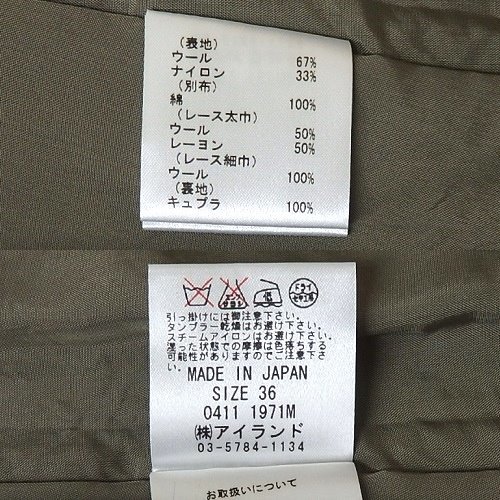 (表地)
ウール 67%
ナイロン 33%
(別布)
綿 100%
(レース太巾)
ウール 50%
レーヨン 50%
(レース細巾)
ウール 100%
(裏地)
キュプラ 100%
ドライ
引っ掛けには御注意下さい。
タンブラー乾燥はお避け下さい。
スチームアイロンはお避け下さい。
湿った状態での摩擦は色落ちする
可能性がありますのでご注意下さ
い。
MADE IN JAPAN
SIZE 36
0411 1971M
㈱アイランド
03-5784-1134
お取扱いについて